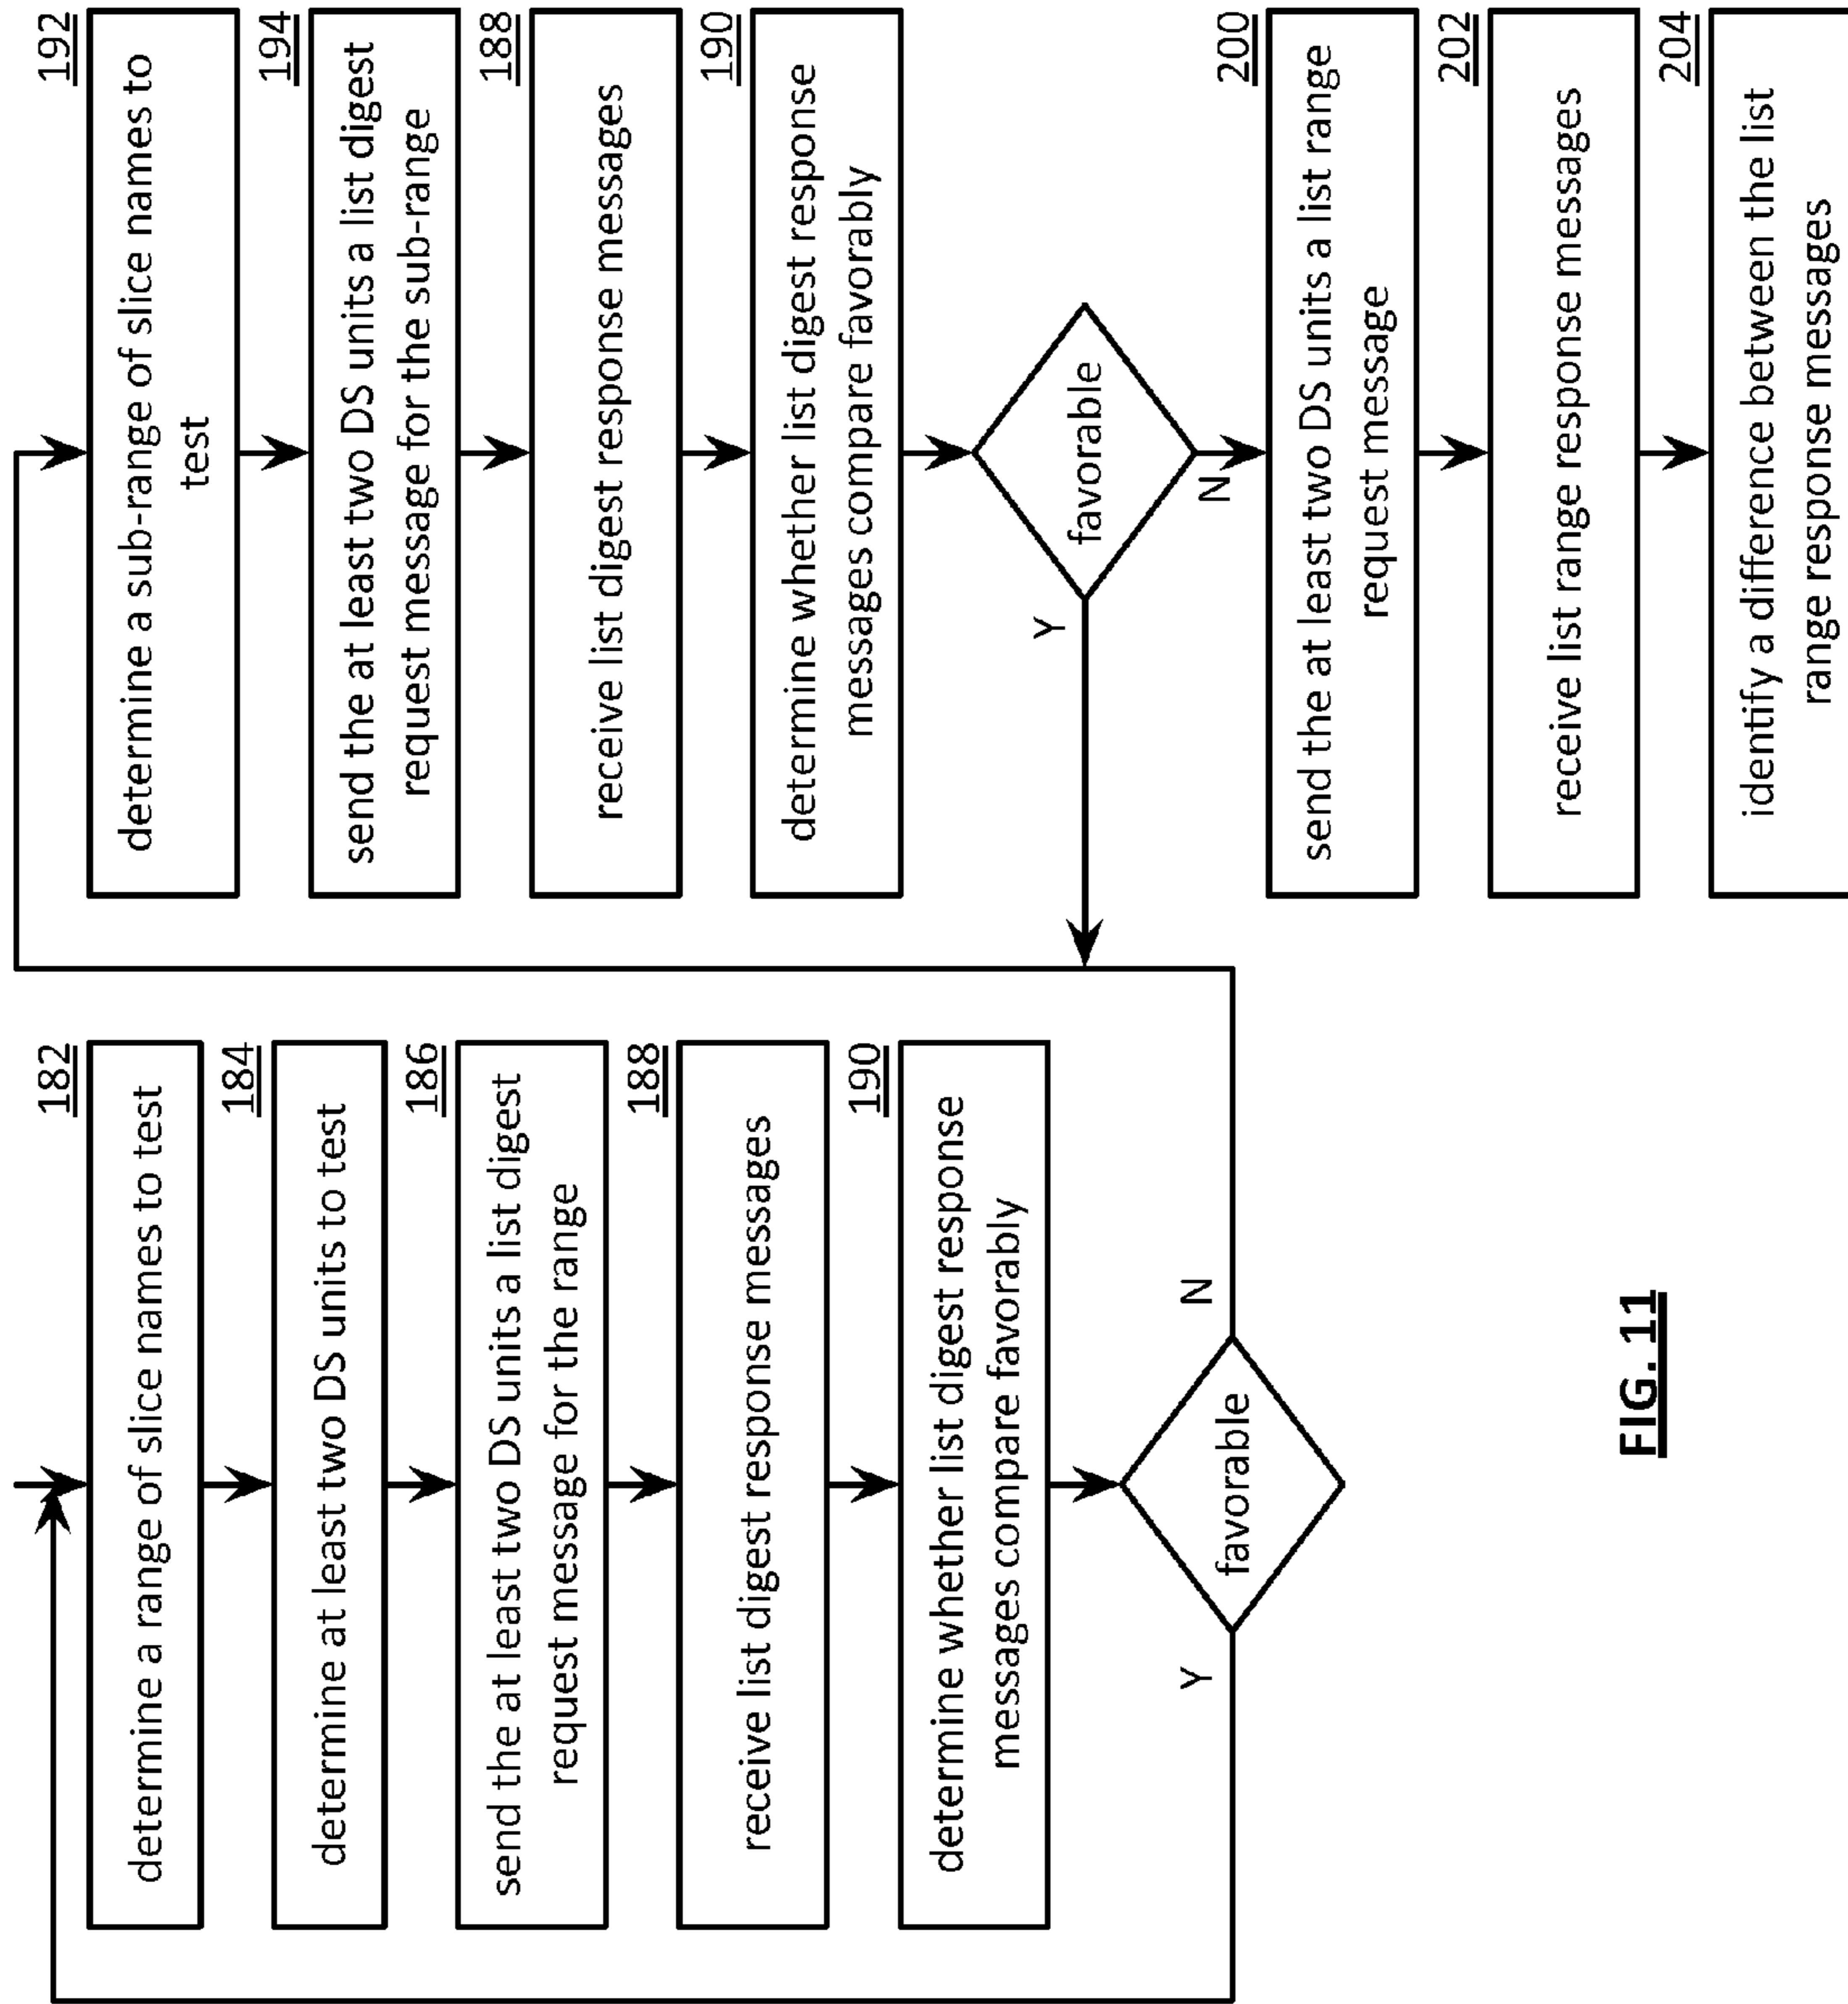 182
determine a range of slice names to test
184
determine at least two DS units to test
186
send the at least two DS units a list digest
request message for the range
188
receive list digest response messages
190
determine whether list digest response
messages compare favorably
favorable
Y
N
192
determine a sub-range of slice names to
test
194
send the at least two DS units a list digest
request message for the sub-range
188
receive list digest response messages
190
determine whether list digest response
messages compare favorably
favorable
Y
N
200
send the at least two DS units a list range
request message
202
receive list range response messages
204
identify a difference between the list
range response messages
FIG. 11